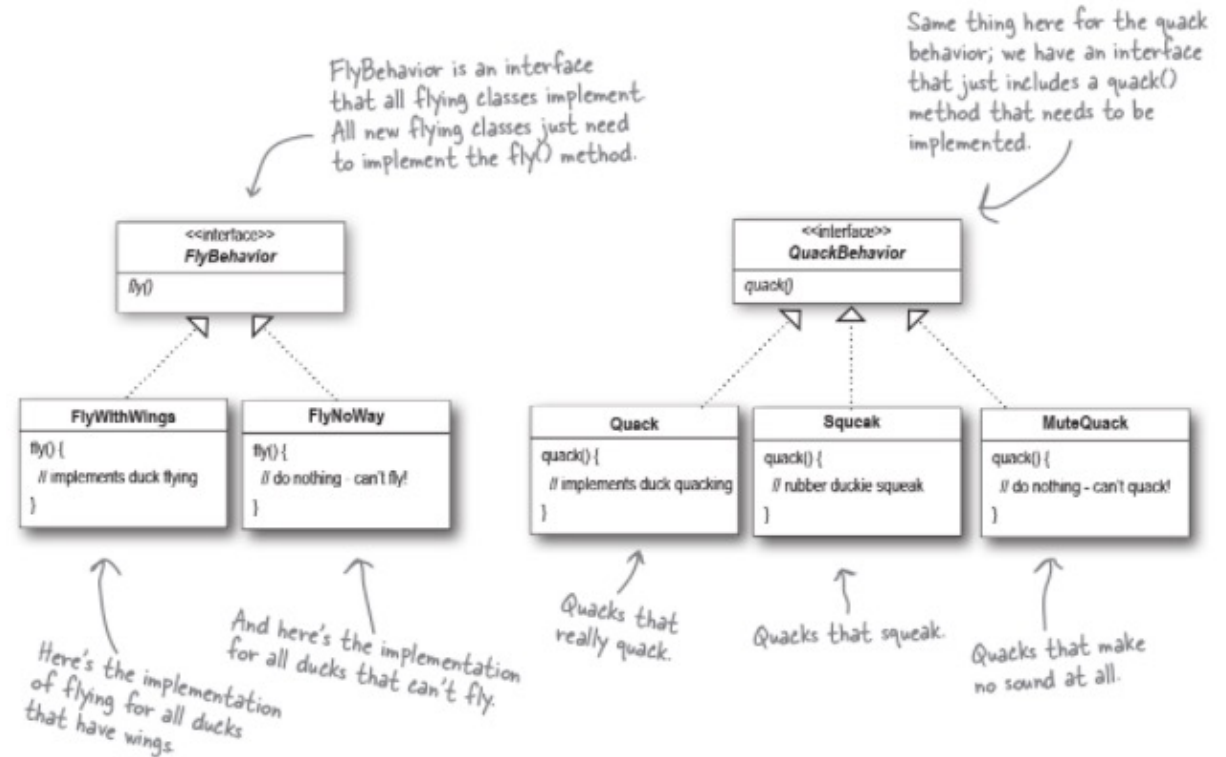 FlyBehavior is an interface
that all flying classes implement
All new flying classes just need
to implement the fly() method.
Same thing here for the quack
behavior; we have an interface
that just includes a quack()
method that needs to be
implemented.
<<interface>>
FlyBehavior
fly()
<<interface>>
QuackBehavior
quack()
FlyWithWings
fly() {
// implements duck flying
}
FlyNoWay
fly() {
// do nothing - can't fly!
}
Quack
quack() {
// implements duck quacking
}
Squeak
quack() {
// rubber duckie squeak
}
MuteQuack
quack() {
// do nothing - can't quack!
}
Here's the implementation
of flying for all ducks
that have wings.
And here's the implementation
for all ducks that can't fly.
Quacks that
really quack.
Quacks that squeak.
Quacks that make
no sound at all.